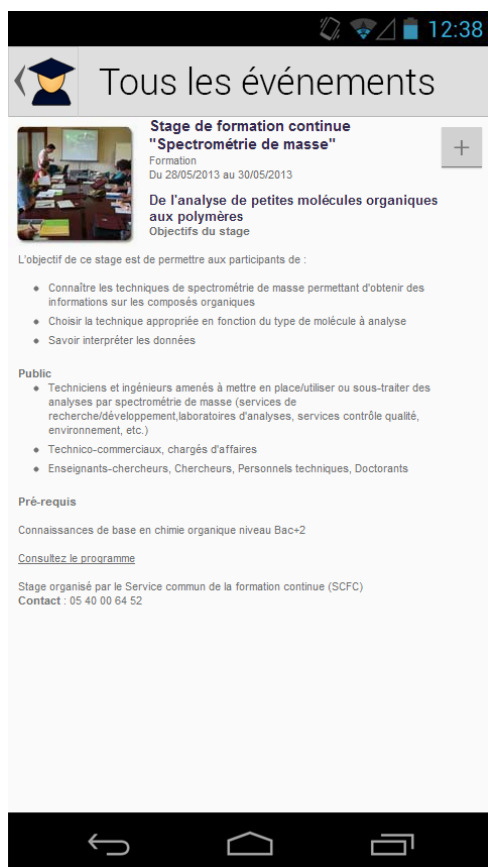 12:38
Tous les événements
Stage de formation continue
"Spectrométrie de masse"
Formation
Du 28/05/2013 au 30/05/2013
+
De l'analyse de petites molécules organiques
aux polymères
Objectifs du stage
L'objectif de ce stage est de permettre aux participants de :
● Connaître les techniques de spectrométrie de masse permettant d'obtenir des
informations sur les composés organiques
● Choisir la technique appropriée en fonction du type de molécule à analyse
● Savoir interpréter les données
Public
● Techniciens et ingénieurs amenés à mettre en place/utiliser ou sous-traiter des
analyses par spectrométrie de masse (services de
recherche/développement,laboratoires d'analyses, services contrôle qualité,
environnement, etc.)
● Technico-commerciaux, chargés d'affaires
● Enseignants-chercheurs, Chercheurs, Personnels techniques, Doctorants
Pré-requis
Connaissances de base en chimie organique niveau Bac+2
Consultez le programme
Stage organisé par le Service commun de la formation continue (SCFC)
Contact : 05 40 00 64 52